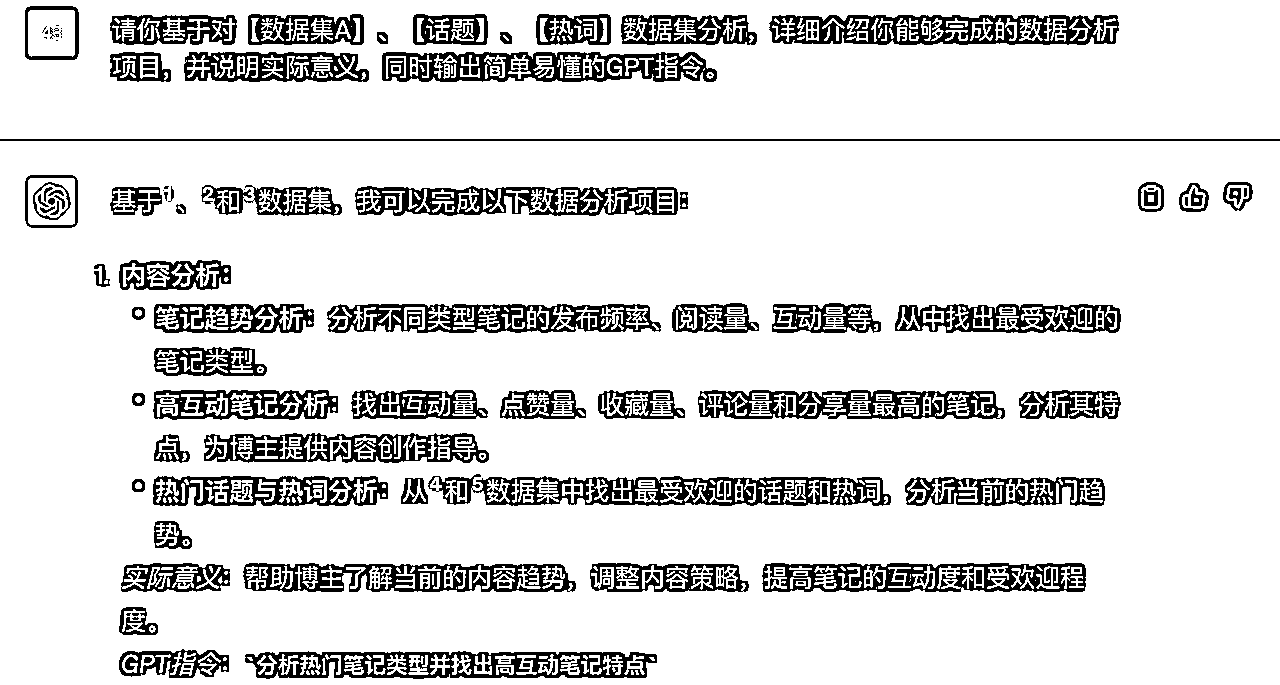 请你基于对【数据集A】、【话题】、【热词】数据集分析，详细介绍你能够完成的数据分析
项目，并说明实际意义，同时输出简单易懂的GPT指令。
基于1、2和3数据集，我可以完成以下数据分析项目：
1. 内容分析：
笔记趋势分析：分析不同类型笔记的发布频率、阅读量、互动量等，从中找出最受欢迎的
笔记类型。
高互动笔记分析：找出互动量、点赞量、收藏量、评论量和分享量最高的笔记，分析其特
点，为博主提供内容创作指导。
热门话题与热词分析：从4和5数据集中找出最受欢迎的话题和热词，分析当前的热门趋
势。
实际意义：帮助博主了解当前的内容趋势，调整内容策略，提高笔记的互动度和受欢迎程
度。
GPT指令：`分析热门笔记类型并找出高互动笔记特点`